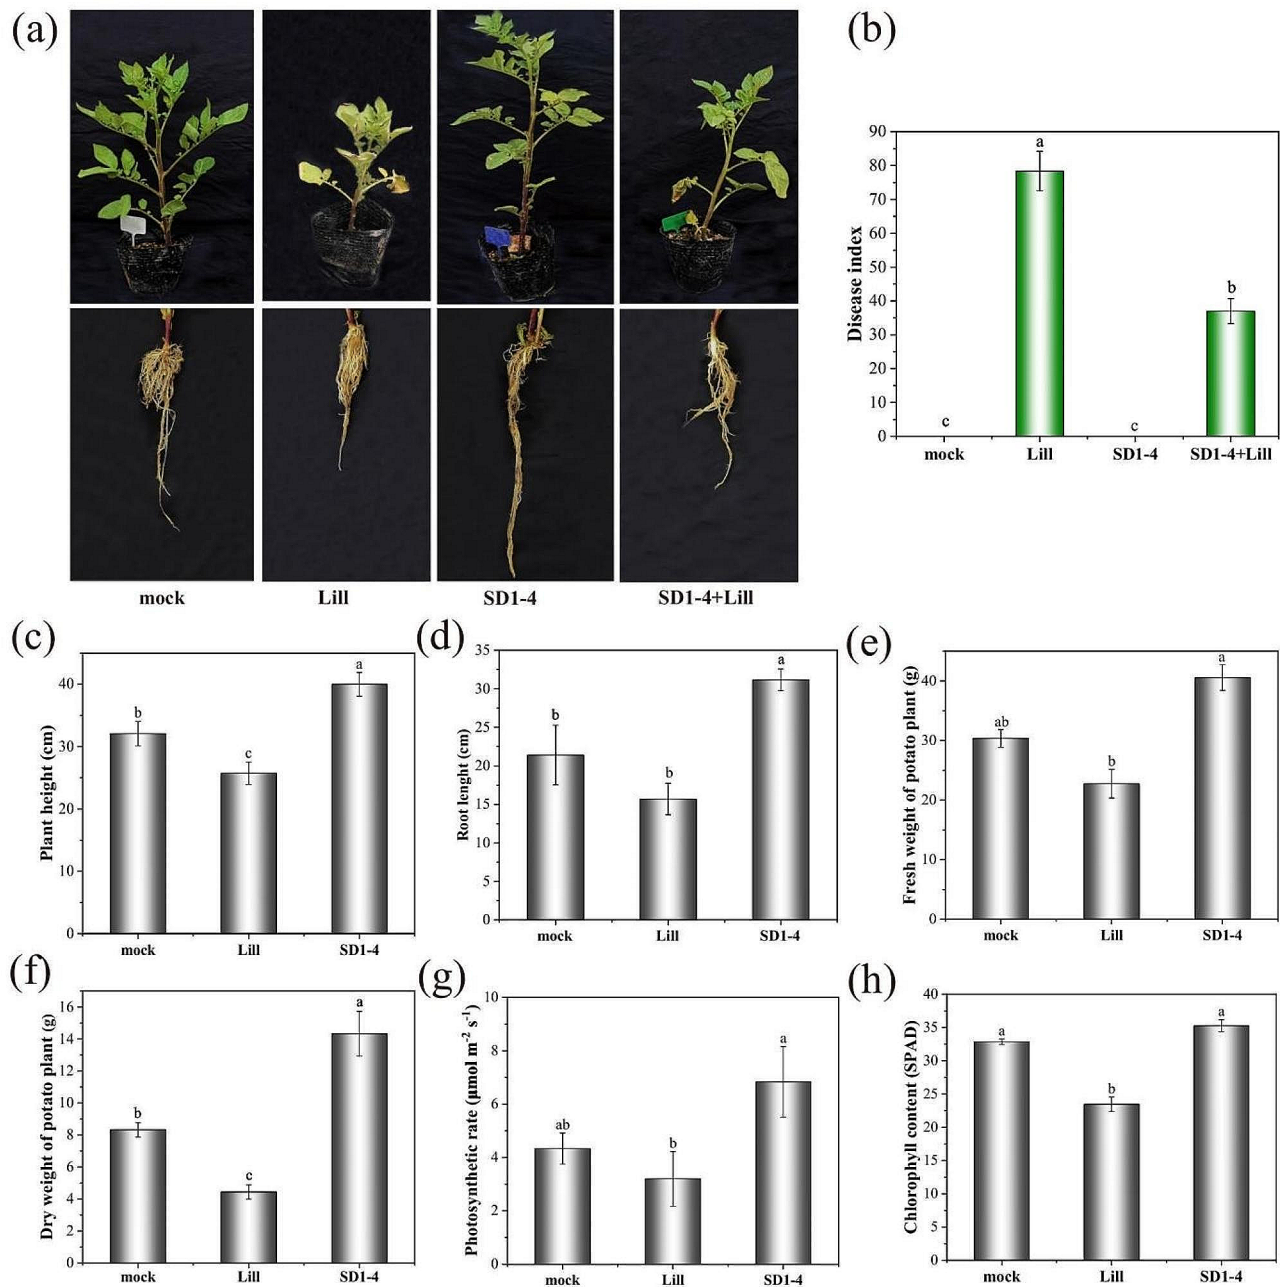 (a)
mock
Lill
SD1-4
SD1-4+Lill
(b)
Disease index
90
80
70
60
50
40
30
20
10
0
c
a
c
b
mock
Lill
SD1-4
SD1-4+Lill
(c)
Plant height (cm)
40
30
20
10
0
b
c
a
mock
Lill
SD1-4
(d)
Root lenght (cm)
35
30
25
20
15
10
5
0
b
b
a
mock
Lill
SD1-4
(e)
Fresh weight of potato plant (g)
40
30
20
10
0
ab
b
a
mock
Lill
SD1-4
(f)
Dry weight of potato plant (g)
16
14
12
10
8
6
4
2
0
b
c
a
mock
Lill
SD1-4
(g)
Photosynthetic rate (μmol m⁻² s⁻¹)
10
8
6
4
2
0
ab
b
a
mock
Lill
SD1-4
(h)
Chlorophyll content (SPAD)
40
35
30
25
20
15
10
5
0
a
b
a
mock
Lill
SD1-4